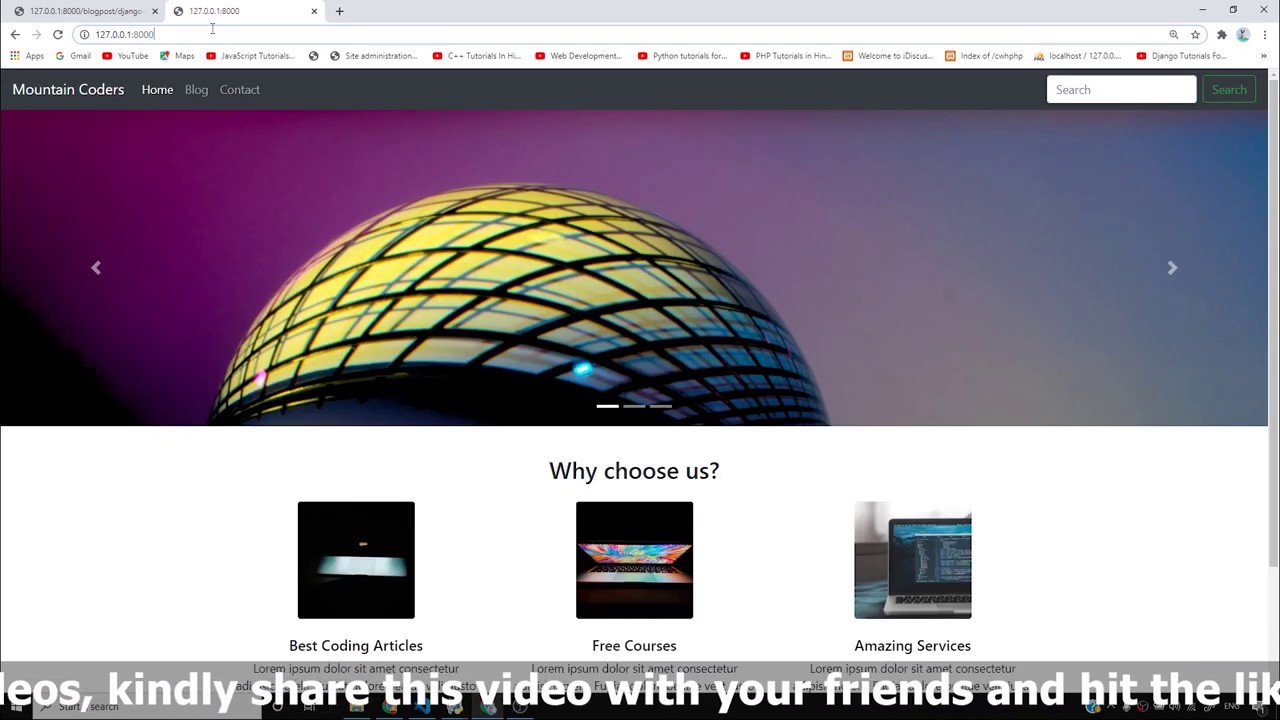 127.0.0.1:8000/blogpost/django-
127.0.0.1:8000
127.0.0.1:8000
Apps
Gmail
YouTube
Maps
JavaScript Tutorials...
Site administration...
C++ Tutorials In Hi...
Web Development...
Python tutorials for...
PHP Tutorials in Hin...
Welcome to iDiscus...
Index of /cwhphp
localhost / 127.0.0....
Django Tutorials Fo...
Mountain Coders
Home
Blog
Contact
Search
Search
Why choose us?
Best Coding Articles
Free Courses
Amazing Services
Lorem ipsum dolor sit amet consectetur
Lorem ipsum dolor sit amet consectetur
Lorem ipsum dolor sit amet consectetur
deos, kindly share this video with your friends and hit the lik
ENG